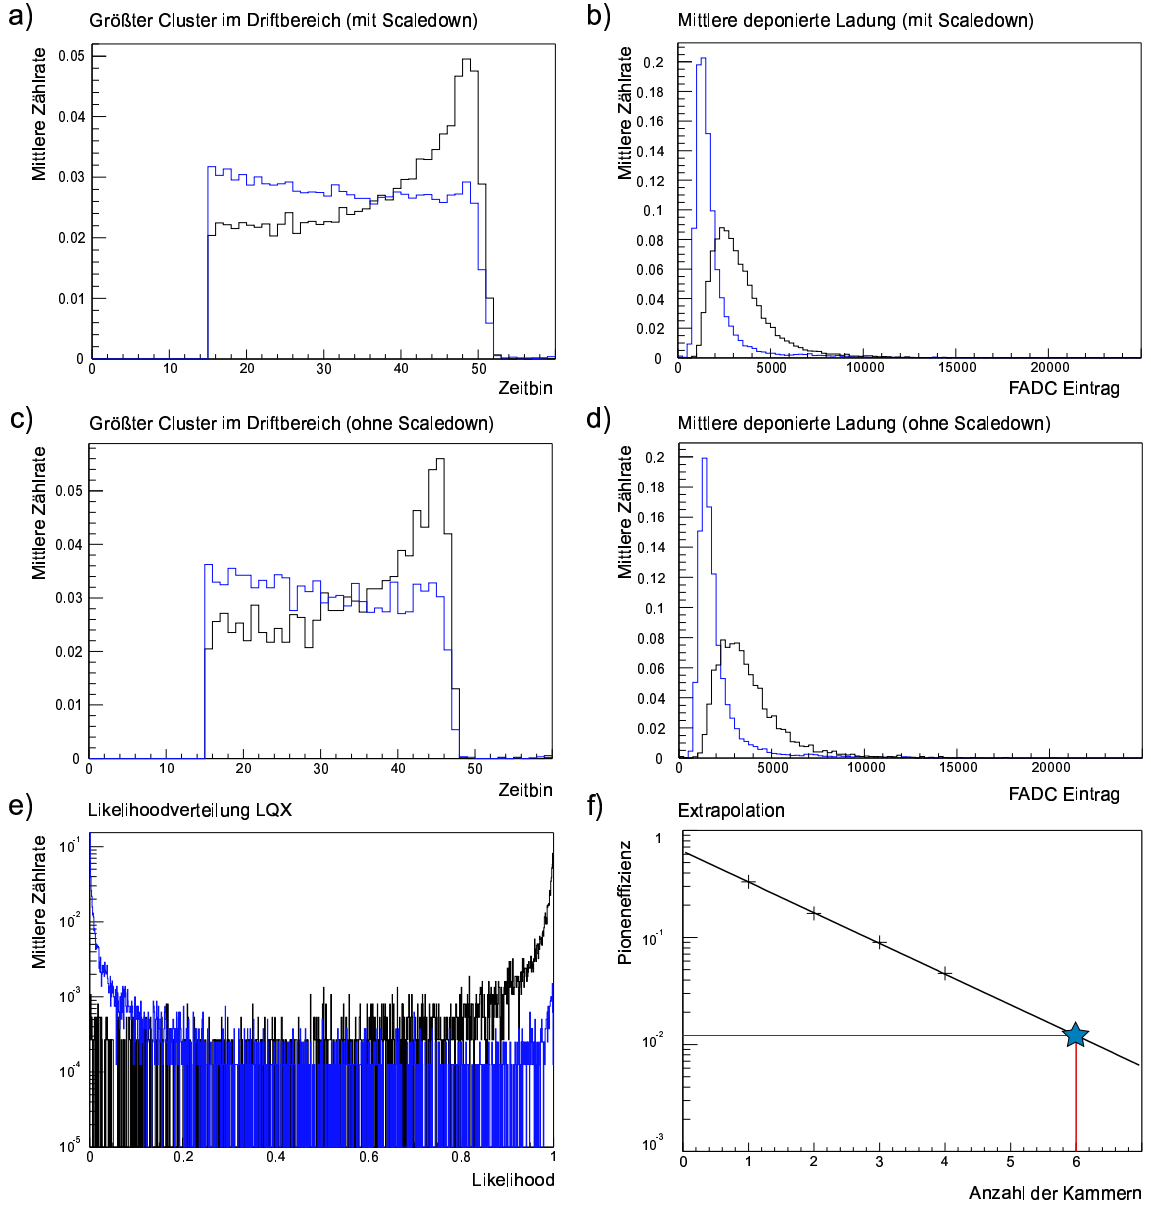 a) Größter Cluster im Driftbereich (mit Scaledown)
Mittlere Zählrate
0.05
0.04
0.03
0.02
0.01
0
0 10 20 30 40 50
Zeitbin
b) Mittlere deponierte Ladung (mit Scaledown)
Mittlere Zählrate
0.2
0.18
0.16
0.14
0.12
0.1
0.08
0.06
0.04
0.02
0
0 5000 10000 15000 20000
FADC Eintrag
c) Größter Cluster im Driftbereich (ohne Scaledown)
Mittlere Zählrate
0.05
0.04
0.03
0.02
0.01
0
0 10 20 30 40 50
Zeitbin
d) Mittlere deponierte Ladung (ohne Scaledown)
Mittlere Zählrate
0.2
0.18
0.16
0.14
0.12
0.1
0.08
0.06
0.04
0.02
0
0 5000 10000 15000 20000
FADC Eintrag
e) Likelihoodverteilung LQX
Mittlere Zählrate
10-1
10-2
10-3
10-4
10-5
0 0.2 0.4 0.6 0.8 1
Likelihood
f) Extrapolation
Pioneneffizienz
1
10-1
10-2
10-3
0 1 2 3 4 5 6
Anzahl der Kammern